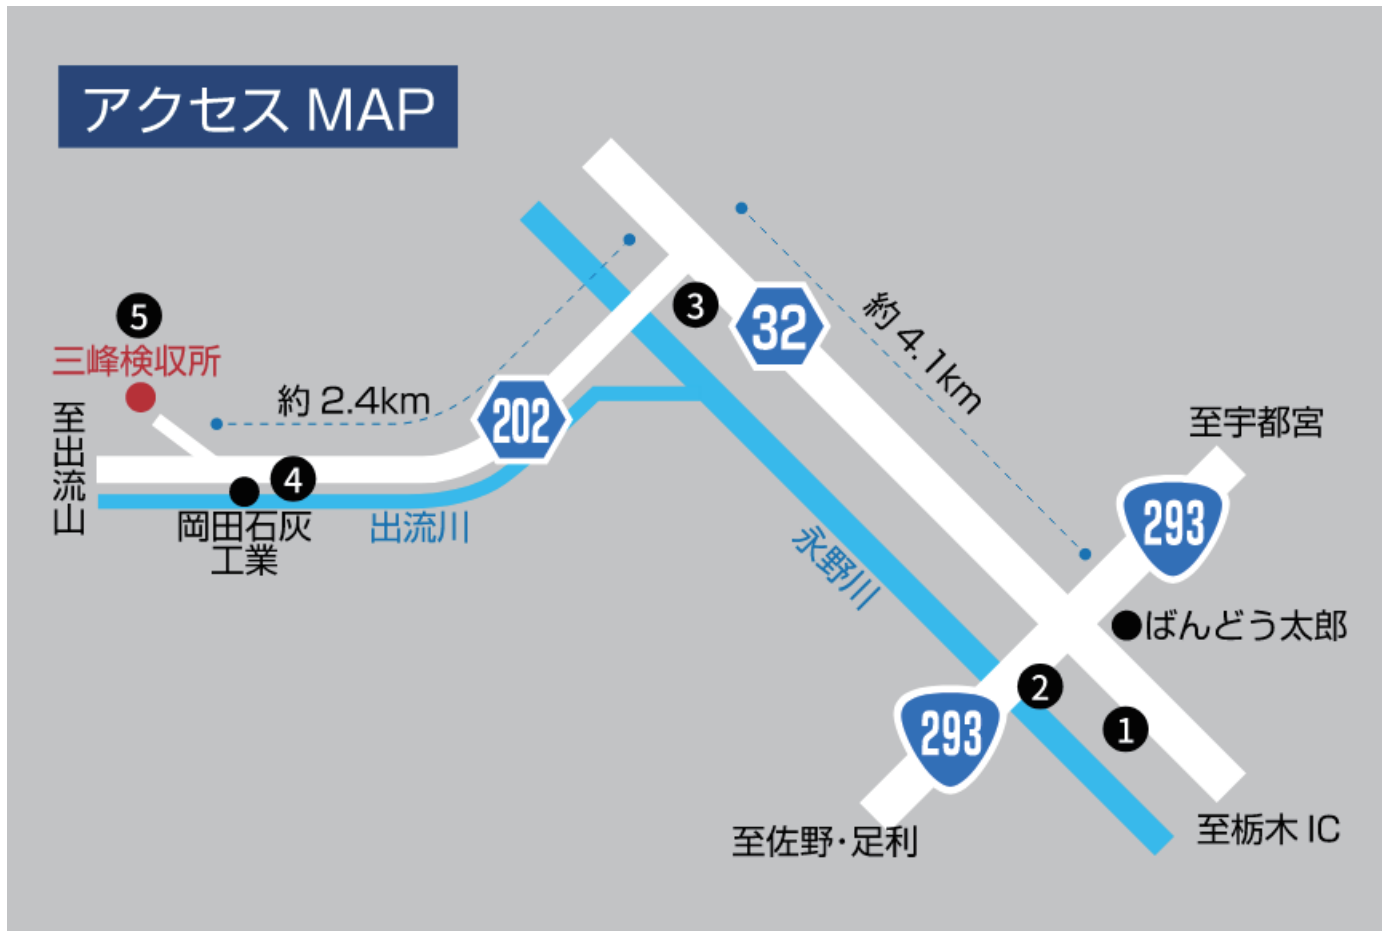 アクセス MAP
3
32
約 4.1km
5
三峰検収所
約 2.4km
202
至出流山
4
岡田石灰
工業
出流川
永野川
至宇都宮
293
ばんどう太郎
2
1
293
至佐野・足利
至栃木 IC